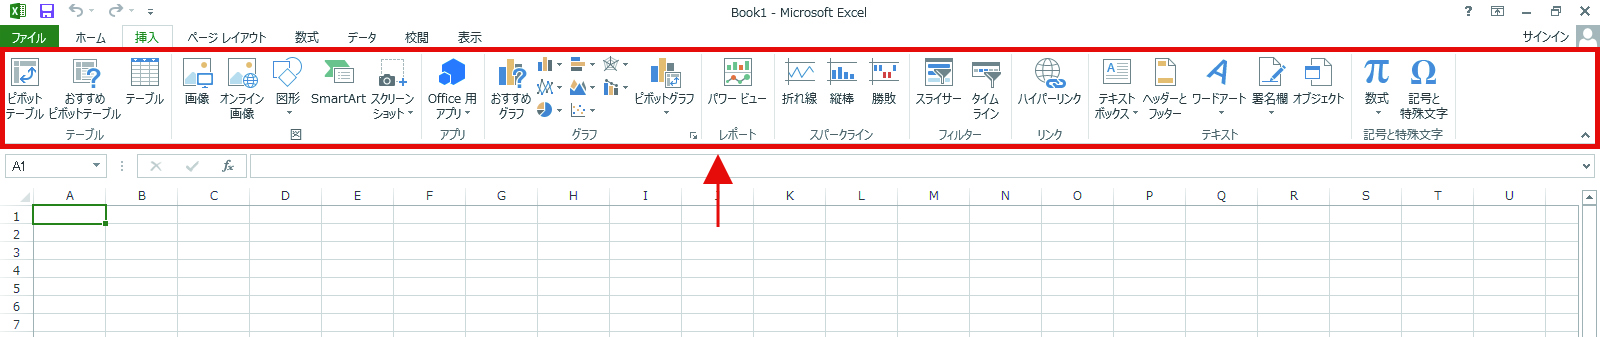 Book1 - Microsoft Excel
?
ファイル ホーム 挿入 ページ レイアウト 数式 データ 校閲 表示 サインイン
ピボット
テーブル
おすすめ
ピボットテーブル
テーブル
テーブル
画像
オンライン
画像
図形
SmartArt
スクリーン
ショット
図
Office 用
アプリ
アプリ
おすすめ
グラフ
ピボットグラフ
グラフ
パワー ビュー
レポート
折れ線
縦棒
勝敗
スパークライン
スライサー
タイム
ライン
フィルター
ハイパーリンク
リンク
テキスト
ボックス
ヘッダーと
フッター
ワードアート
署名欄
オブジェクト
テキスト
π
数式
Ω
記号と
特殊文字
記号と特殊文字
A1
fx
A B C D E F G H I J K L M N O P Q R S T U
1
2
3
4
5
6
7